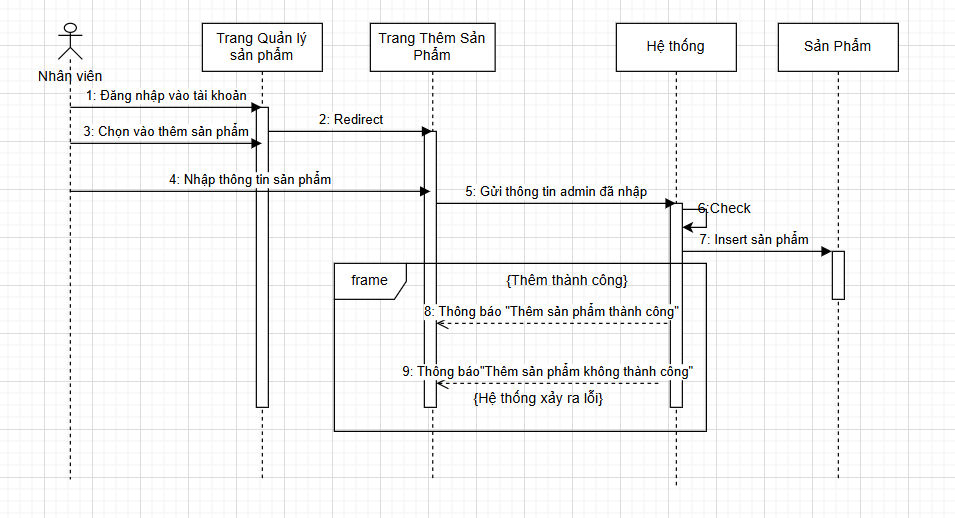 Trang Quản lý
sản phẩm
Trang Thêm Sản
Phẩm
Hệ thống
Sản Phẩm
Nhân viên
1: Đăng nhập vào tài khoản
2: Redirect
3: Chọn vào thêm sản phẩm
4: Nhập thông tin sản phẩm
5: Gửi thông tin admin đã nhập
6:Check
7: Insert sản phẩm
frame
{Thêm thành công}
8: Thông báo "Thêm sản phẩm thành công"
9: Thông báo"Thêm sản phẩm không thành công"
{Hệ thống xảy ra lỗi}